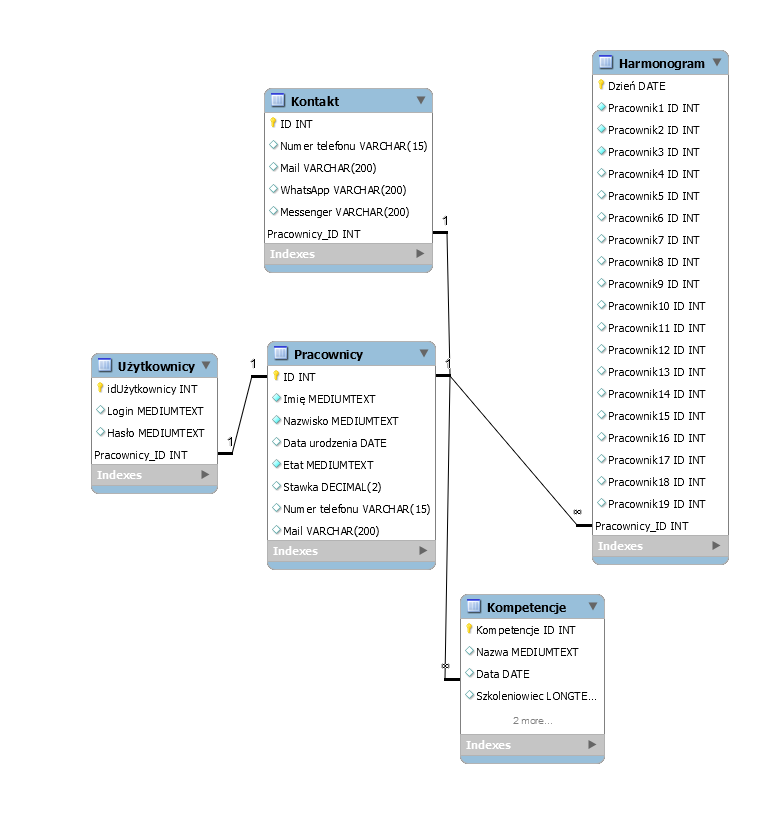 Kontakt
ID INT
Numer telefonu VARCHAR(15)
Mail VARCHAR(200)
WhatsApp VARCHAR(200)
Messenger VARCHAR(200)
Pracownicy_ID INT
Indexes
Harmonogram
Dzień DATE
Pracownik1 ID INT
Pracownik2 ID INT
Pracownik3 ID INT
Pracownik4 ID INT
Pracownik5 ID INT
Pracownik6 ID INT
Pracownik7 ID INT
Pracownik8 ID INT
Pracownik9 ID INT
Pracownik10 ID INT
Pracownik11 ID INT
Pracownik12 ID INT
Pracownik13 ID INT
Pracownik14 ID INT
Pracownik15 ID INT
Pracownik16 ID INT
Pracownik17 ID INT
Pracownik18 ID INT
Pracownik19 ID INT
Pracownicy_ID INT
Indexes
1
Użytkownicy
idUżytkownicy INT
Login MEDIUMTEXT
Hasło MEDIUMTEXT
Pracownicy_ID INT
Indexes
1
1
Pracownicy
ID INT
Imię MEDIUMTEXT
Nazwisko MEDIUMTEXT
Data urodzenia DATE
Etat MEDIUMTEXT
Stawka DECIMAL(2)
Numer telefonu VARCHAR(15)
Mail VARCHAR(200)
Indexes
1
∞
∞
Kompetencje
Kompetencje ID INT
Nazwa MEDIUMTEXT
Data DATE
Szkoleniowiec LONGTE...
2 more...
Indexes